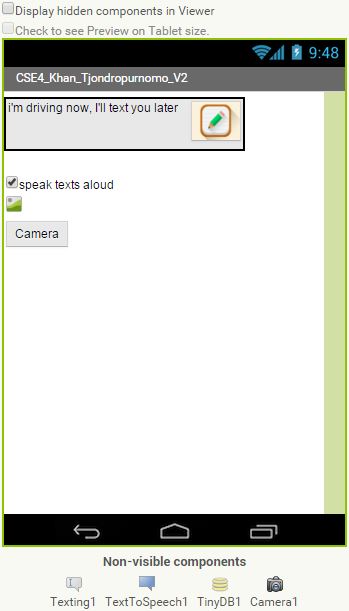 Display hidden components in Viewer
Check to see Preview on Tablet size.
9:48
CSE4_Khan_Tjondropurnomo_V2
i'm driving now, I'll text you later
speak texts aloud
Camera
Non-visible components
Texting1 TextToSpeech1 TinyDB1 Camera1